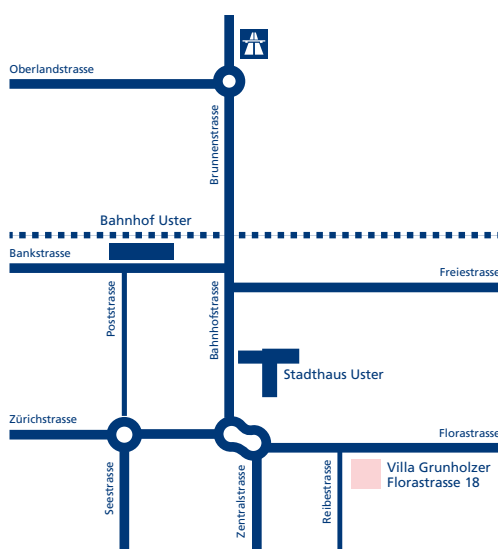 Oberlandstrasse
Brunnenstrasse
Bahnhof Uster
Bankstrasse
Freiestrasse
Poststrasse
Bahnhofstrasse
Stadthaus Uster
Zürichstrasse
Florastrasse
Seestrasse
Zentralstrasse
Reibestrasse
Villa Grunholzer
Florastrasse 18